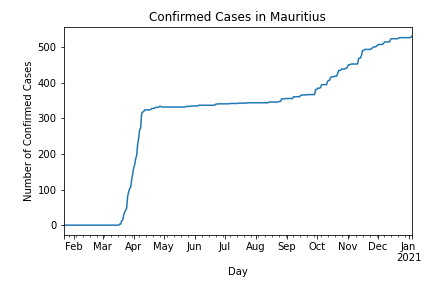 Confirmed Cases in Mauritius
Number of Confirmed Cases
500
400
300
200
100
0
Feb Mar Apr May Jun Jul Aug Sep Oct Nov Dec Jan
2021
Day